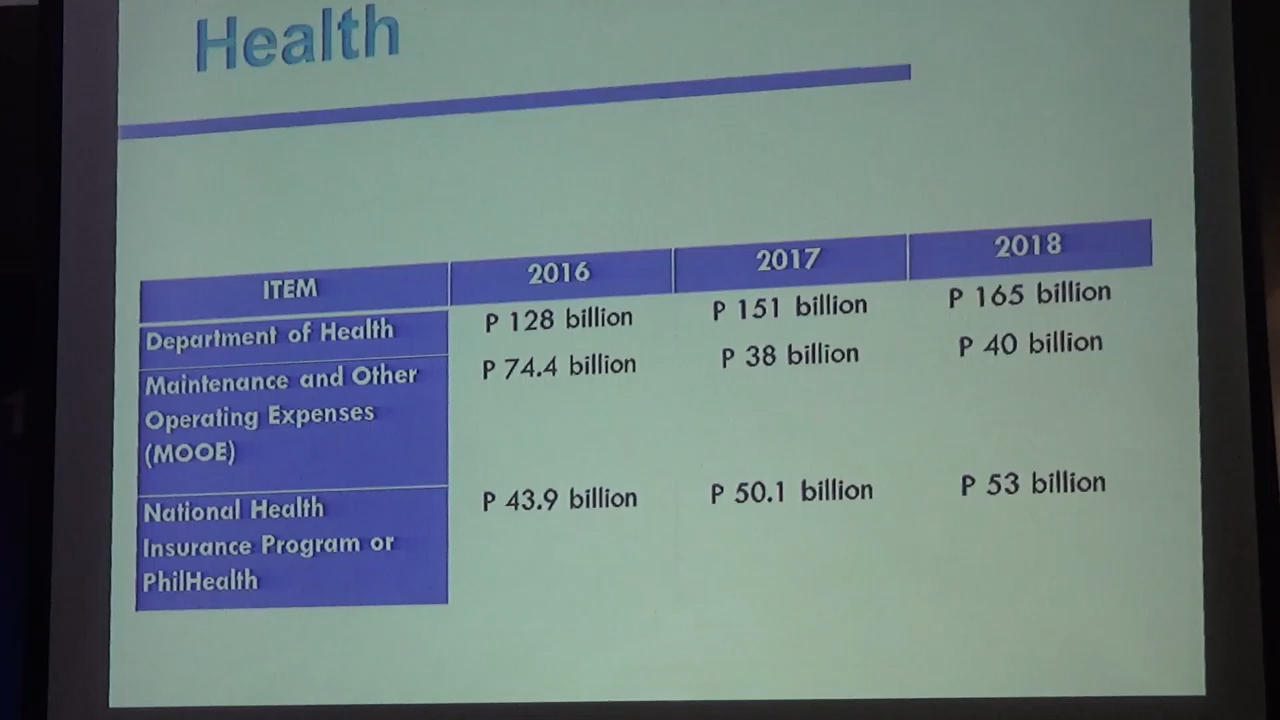 Health
ITEM 2016 2017 2018
Department of Health P 128 billion P 151 billion P 165 billion
Maintenance and Other P 74.4 billion P 38 billion P 40 billion
Operating Expenses
(MOOE)
National Health P 43.9 billion P 50.1 billion P 53 billion
Insurance Program or
PhilHealth